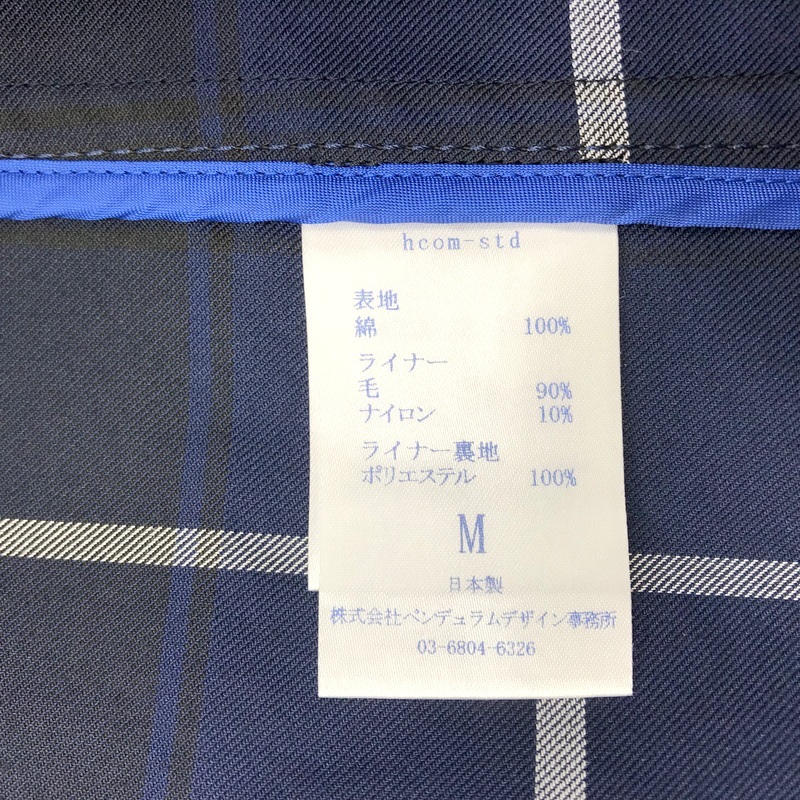 hcom-std
表地
綿 100%
ライナー
毛 90%
ナイロン 10%
ライナー裏地
ポリエステル 100%
M
日本製
株式会社ペンデュラムデザイン事務所
03-6804-6326